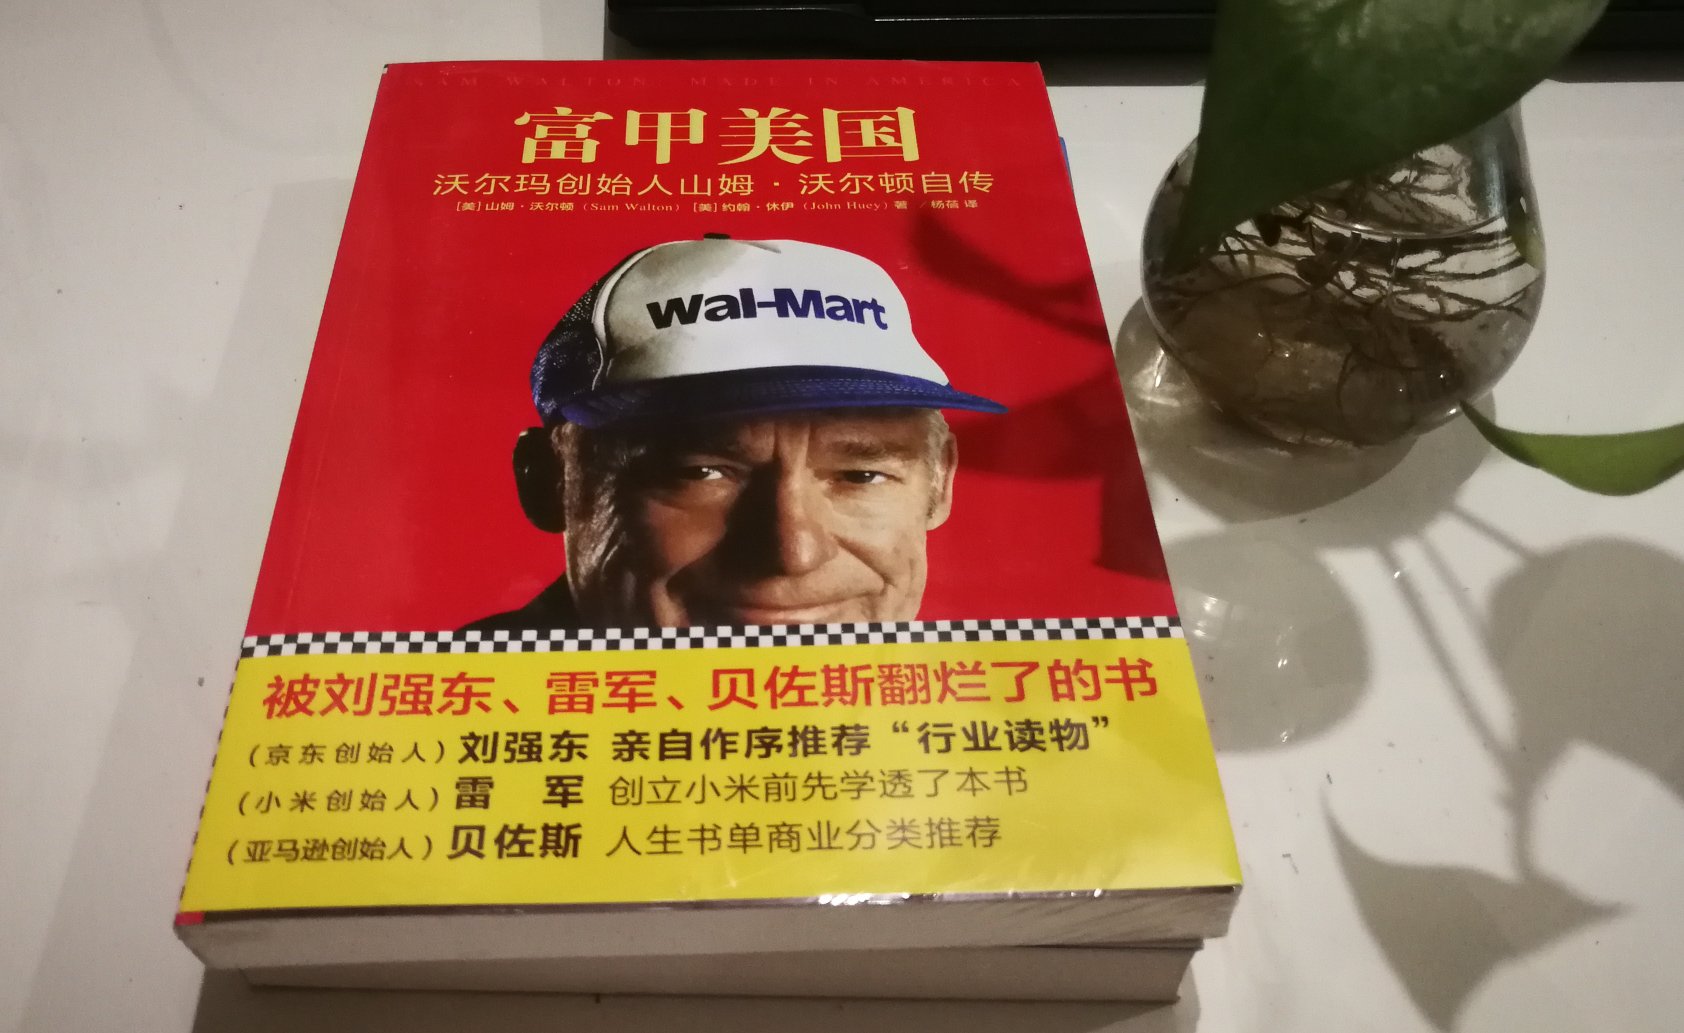 SAM WALTON: MADE IN AMERICA
富甲美国
沃尔玛创始人山姆·沃尔顿自传
[美] 山姆·沃尔顿 (Sam Walton) [美] 约翰·休伊 (John Huey) 著 / 杨蓓 译
Wal-Mart
被刘强东、雷军、贝佐斯翻烂了的书
(京东创始人) 刘强东 亲自作序推荐“行业读物”
(小米创始人) 雷 军 创立小米前先学透了本书
(亚马逊创始人) 贝佐斯 人生书单商业分类推荐